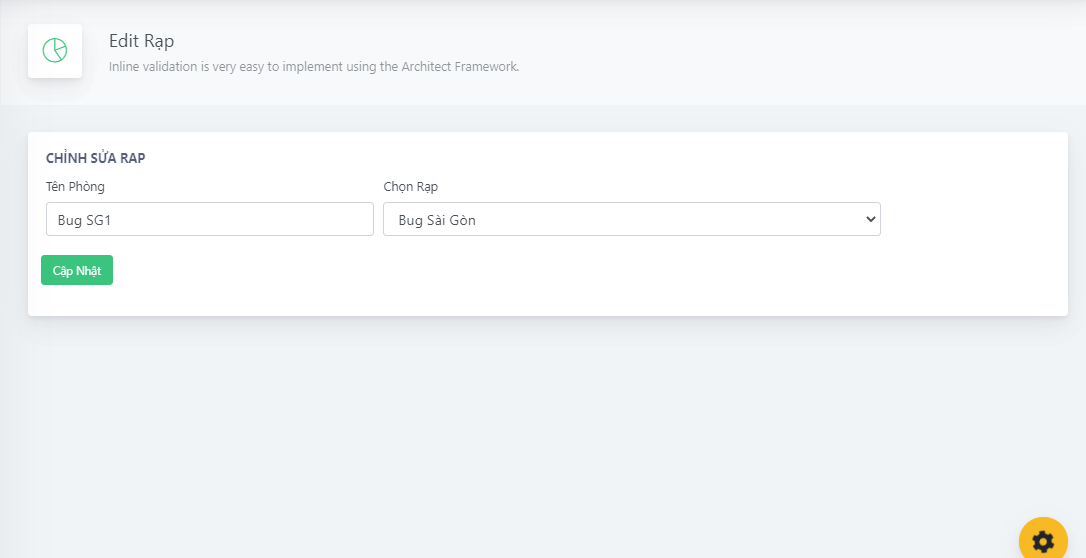 Edit Rạp
Inline validation is very easy to implement using the Architect Framework.
CHỈNH SỬA RẠP
Tên Phòng
Chọn Rạp
Bug SG1
Bug Sài Gòn
Cập Nhật